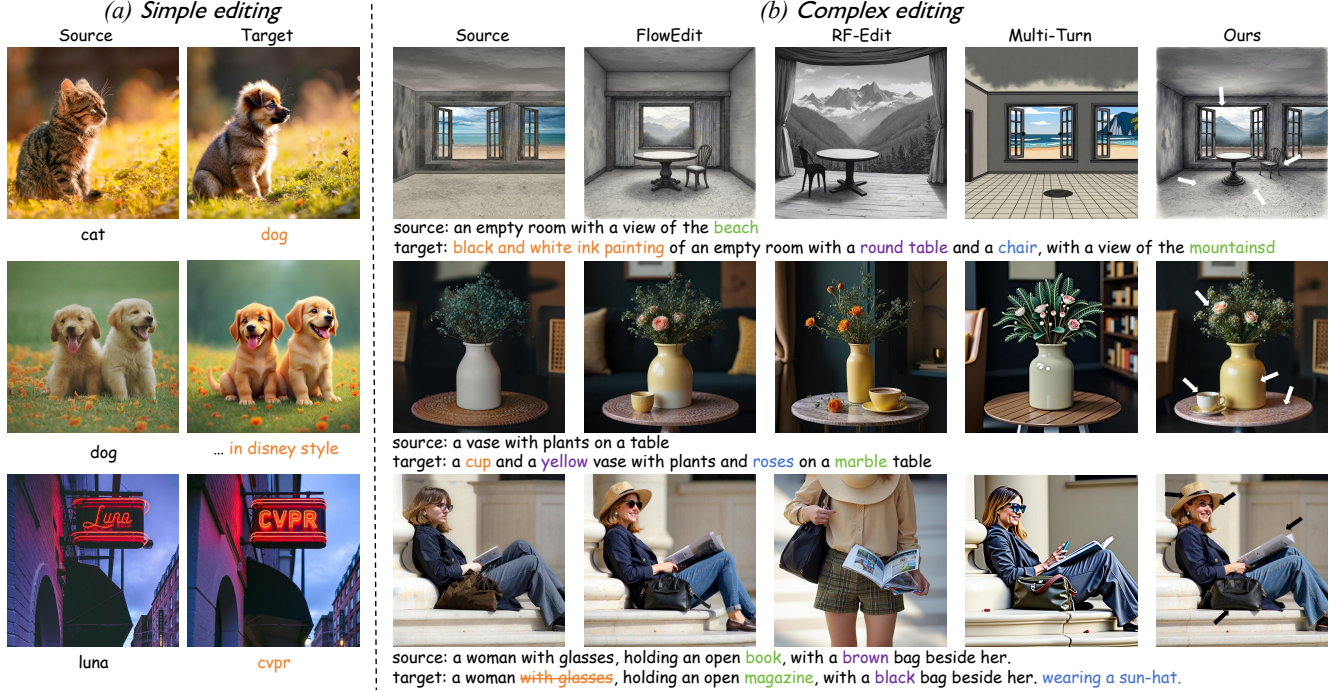 (a) Simple editing
Source Target
cat dog
dog … in disney style
Luna CVPR
luna cvpr
(b) Complex editing
Source FlowEdit RF-Edit Multi-Turn Ours
source: an empty room with a view of the beach
target: black and white ink painting of an empty room with a round table and a chair, with a view of the mountainsd
source: a vase with plants on a table
target: a cup and a yellow vase with plants and roses on a marble table
source: a woman with glasses, holding an open book, with a brown bag beside her.
target: a woman with glasses, holding an open magazine, with a black bag beside her. wearing a sun-hat.